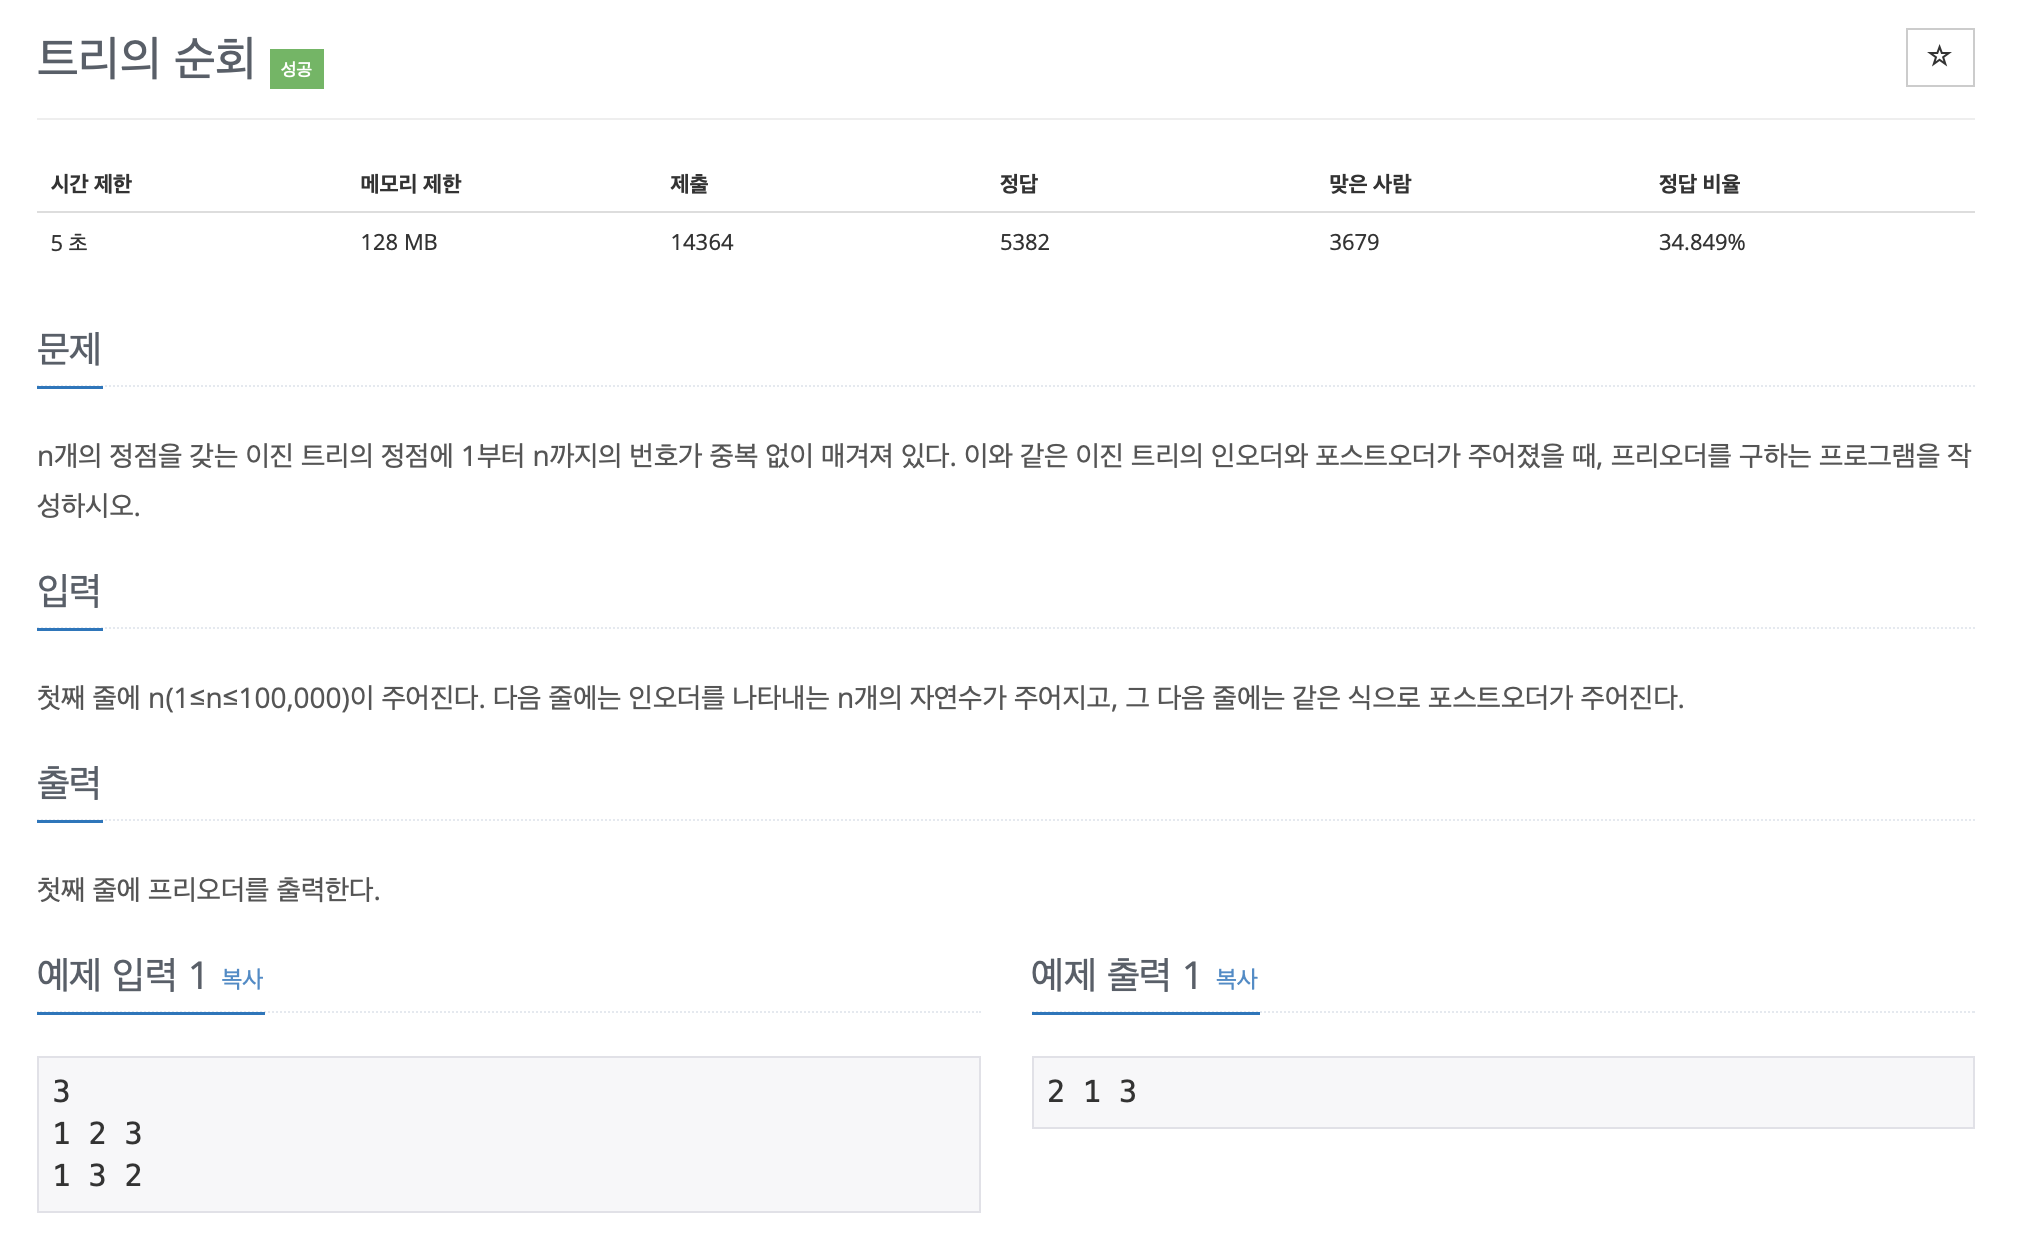 트리의 순회 성공
☆
시간 제한 메모리 제한 제출 정답 맞은 사람 정답 비율
5 초 128 MB 14364 5382 3679 34.849%
문제
n개의 정점을 갖는 이진 트리의 정점에 1부터 n까지의 번호가 중복 없이 매겨져 있다. 이와 같은 이진 트리의 인오더와 포스트오더가 주어졌을 때, 프리오더를 구하는 프로그램을 작
성하시오.
입력
첫째 줄에 n(1≤n≤100,000)이 주어진다. 다음 줄에는 인오더를 나타내는 n개의 자연수가 주어지고, 그 다음 줄에는 같은 식으로 포스트오더가 주어진다.
출력
첫째 줄에 프리오더를 출력한다.
예제 입력 1 복사
3
1 2 3
1 3 2
예제 출력 1 복사
2 1 3